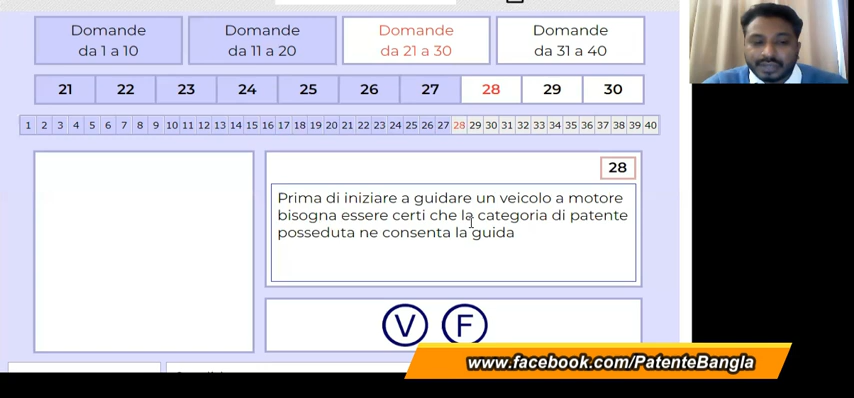 Domande
da 1 a 10
Domande
da 11 a 20
Domande
da 21 a 30
Domande
da 31 a 40
21 22 23 24 25 26 27 28 29 30
1 2 3 4 5 6 7 8 9 10 11 12 13 14 15 16 17 18 19 20 21 22 23 24 25 26 27 28 29 30 31 32 33 34 35 36 37 38 39 40
28
Prima di iniziare a guidare un veicolo a motore
bisogna essere certi che la categoria di patente
posseduta ne consenta la guida
V F
www.facebook.com/PatenteBangla